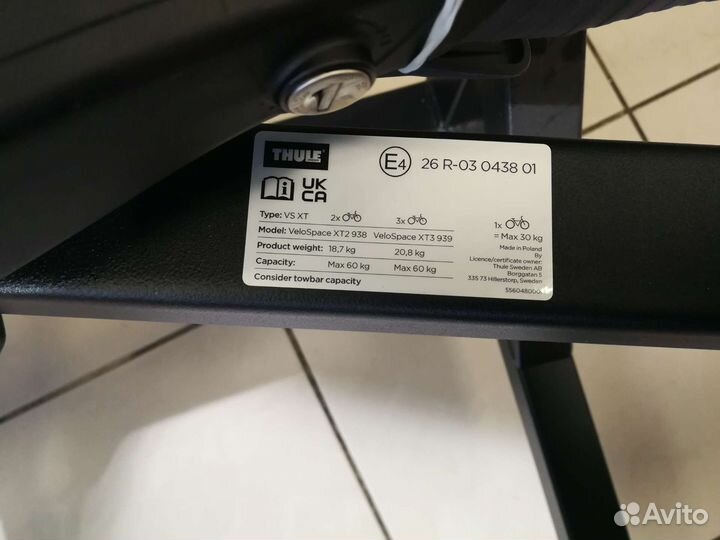 THULE
E4 26 R-03 0438 01
UK
CA
Type: VS XT 2x 3x 1x
= Max 30 kg
Model: VeloSpace XT2 938 VeloSpace XT3 939
Product weight: 18,7 kg 20,8 kg
Capacity: Max 60 kg Max 60 kg
Consider towbar capacity
Made in Poland
By
Licence/certificate owner:
Thule Sweden AB
Borggatan 5
335 73 Hillerstorp, Sweden
Avito